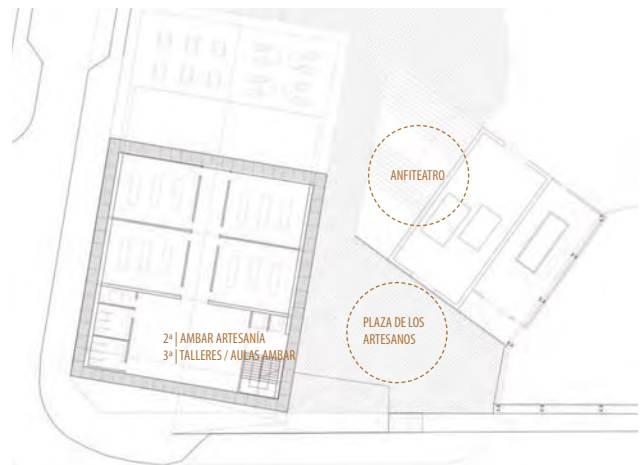 ANFITEATRO
PLAZA DE LOS
ARTESANOS
2ª| AMBAR ARTESANÍA
3ª| TALLERES / AULAS AMBAR